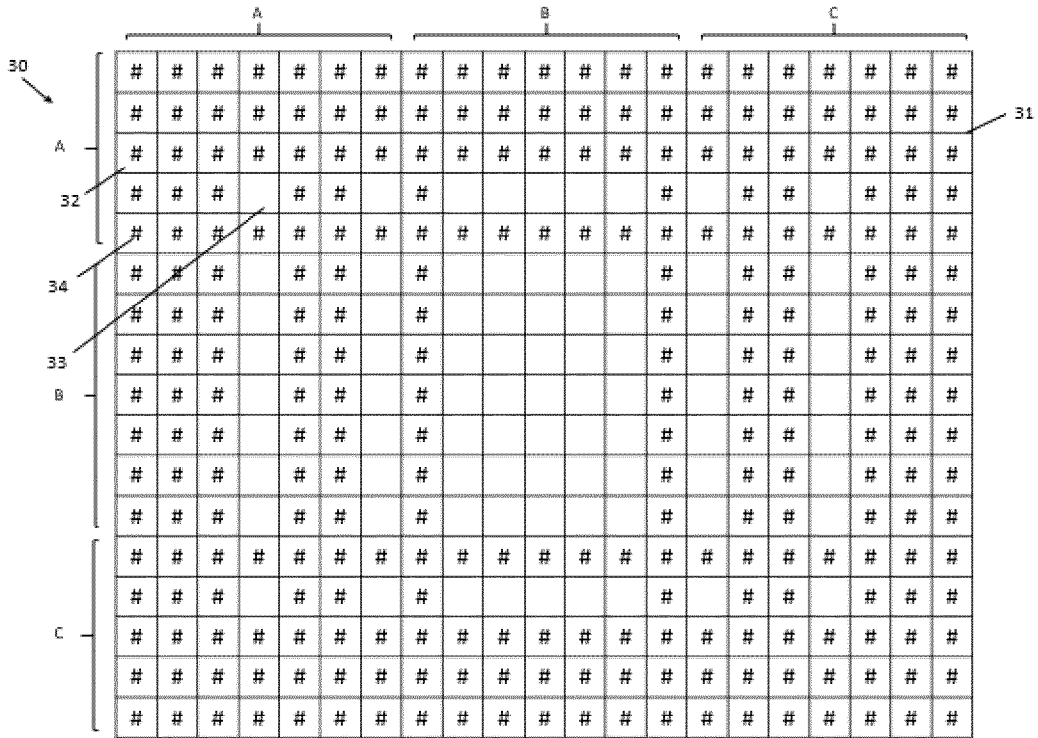 A B C
30 # # # # # # # # # # # # # # # # # # # # #
# # # # # # # # # # # # # # # # # # # # # 31
A # # # # # # # # # # # # # # # # # # # # #
32 # # # # # # # # # # # #
# # # # # # # # # # # # # # # # # # # # #
34 # # # # # # # # # # # #
# # # # # # # # # # # #
33 # # # # # # # # # # # #
B # # # # # # # # # # # #
# # # # # # # # # # # #
# # # # # # # # # # # #
# # # # # # # # # # # #
# # # # # # # # # # # # # # # # # # # # #
# # # # # # # # # # # #
C # # # # # # # # # # # # # # # # # # # # #
# # # # # # # # # # # # # # # # # # # # #
# # # # # # # # # # # # # # # # # # # # #